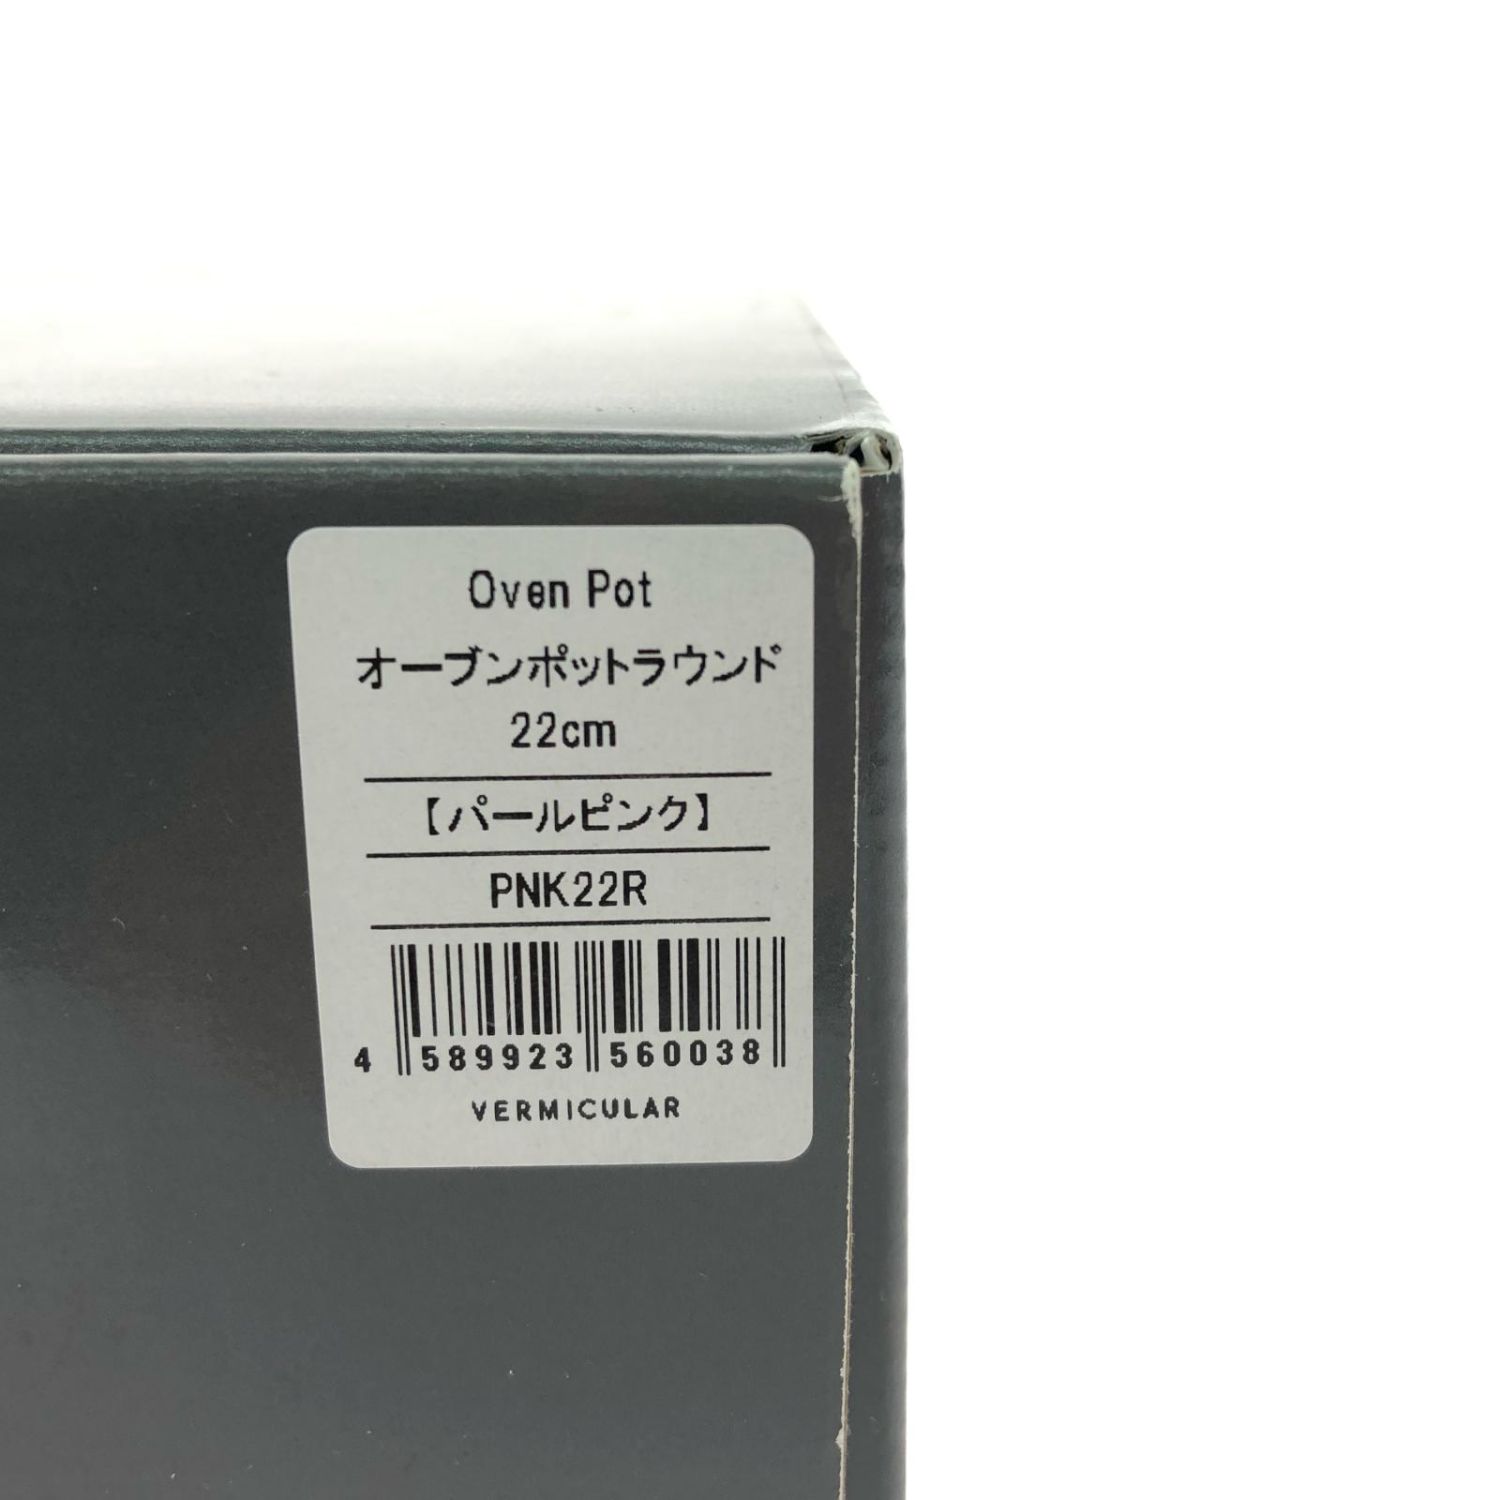 Oven Pot
オーブンポットラウンド
22cm
【パールピンク】
PNK22R
4 589923 560038
VERMICULAR